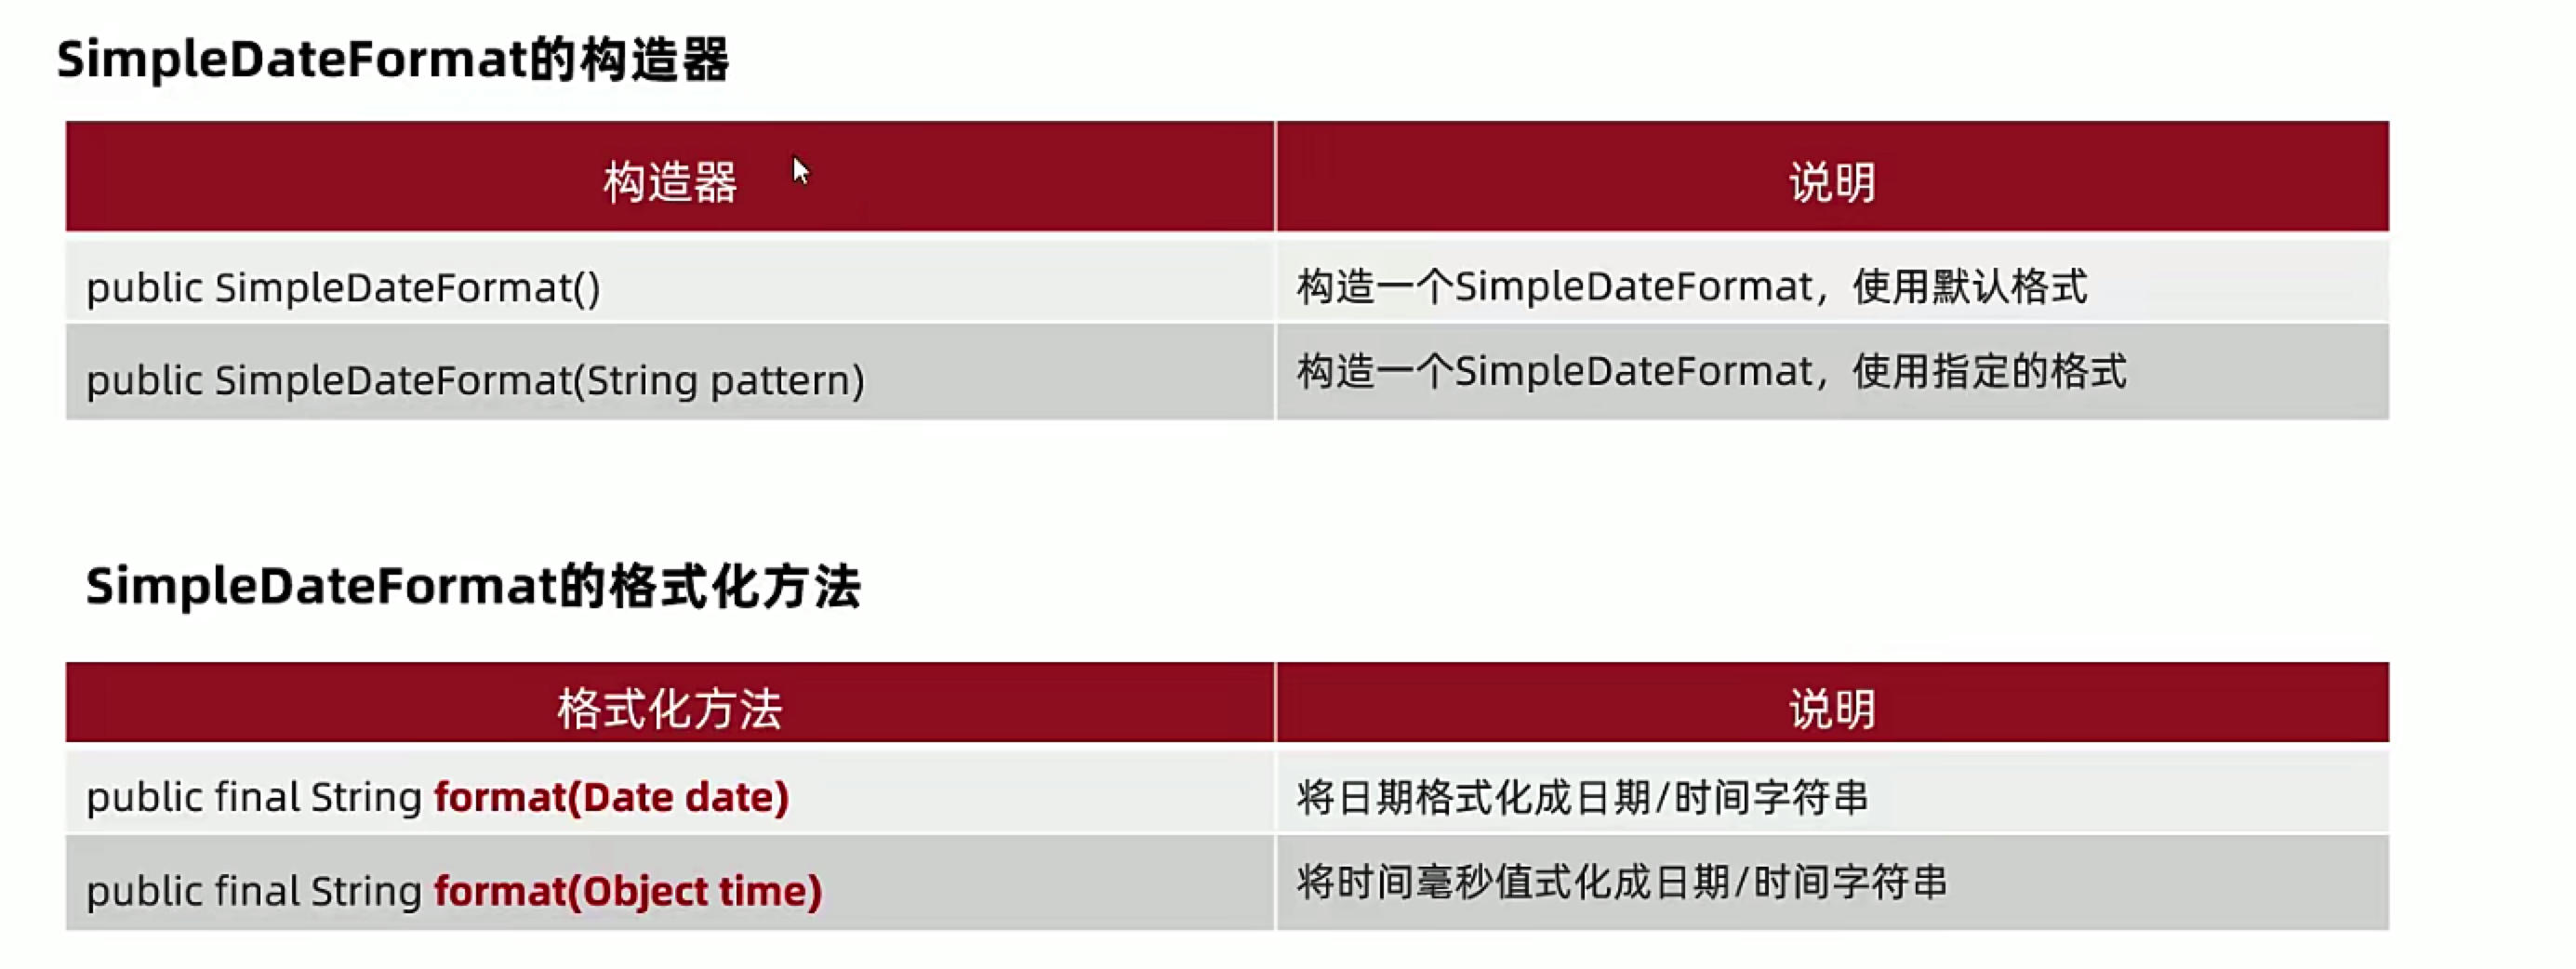 SimpleDateFormat的构造器
构造器 说明
public SimpleDateFormat() 构造一个SimpleDateFormat，使用默认格式
public SimpleDateFormat(String pattern) 构造一个SimpleDateFormat，使用指定的格式
SimpleDateFormat的格式化方法
格式化方法 说明
public final String format(Date date) 将日期格式化成日期/时间字符串
public final String format(Object time) 将时间毫秒值式化成日期/时间字符串